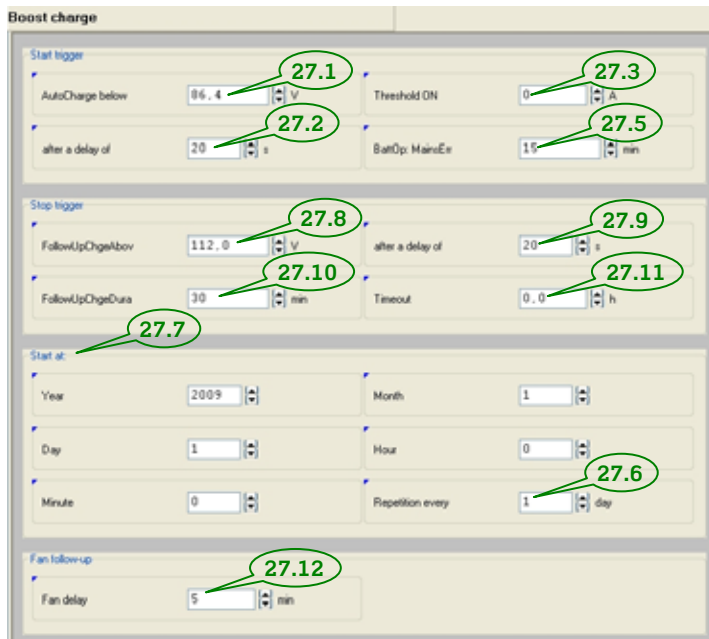 Boost charge
Start trigger
27.1
27.3
AutoCharge below 86.4 V
Threshold ON 0 A
27.2
27.5
after a delay of 20 s
BattOp: MainsErr 15 min
Stop trigger
27.8
27.9
FollowUpChgeAbov 112.0 V
after a delay of 20 s
27.10
27.11
FollowUpChgeDura 30 min
Timeout 0.0 h
27.7
Start at:
Year 2009
Month 1
Day 1
Hour 0
27.6
Minute 0
Repetition every 1 day
Fan follow-up
27.12
Fan delay 5 min